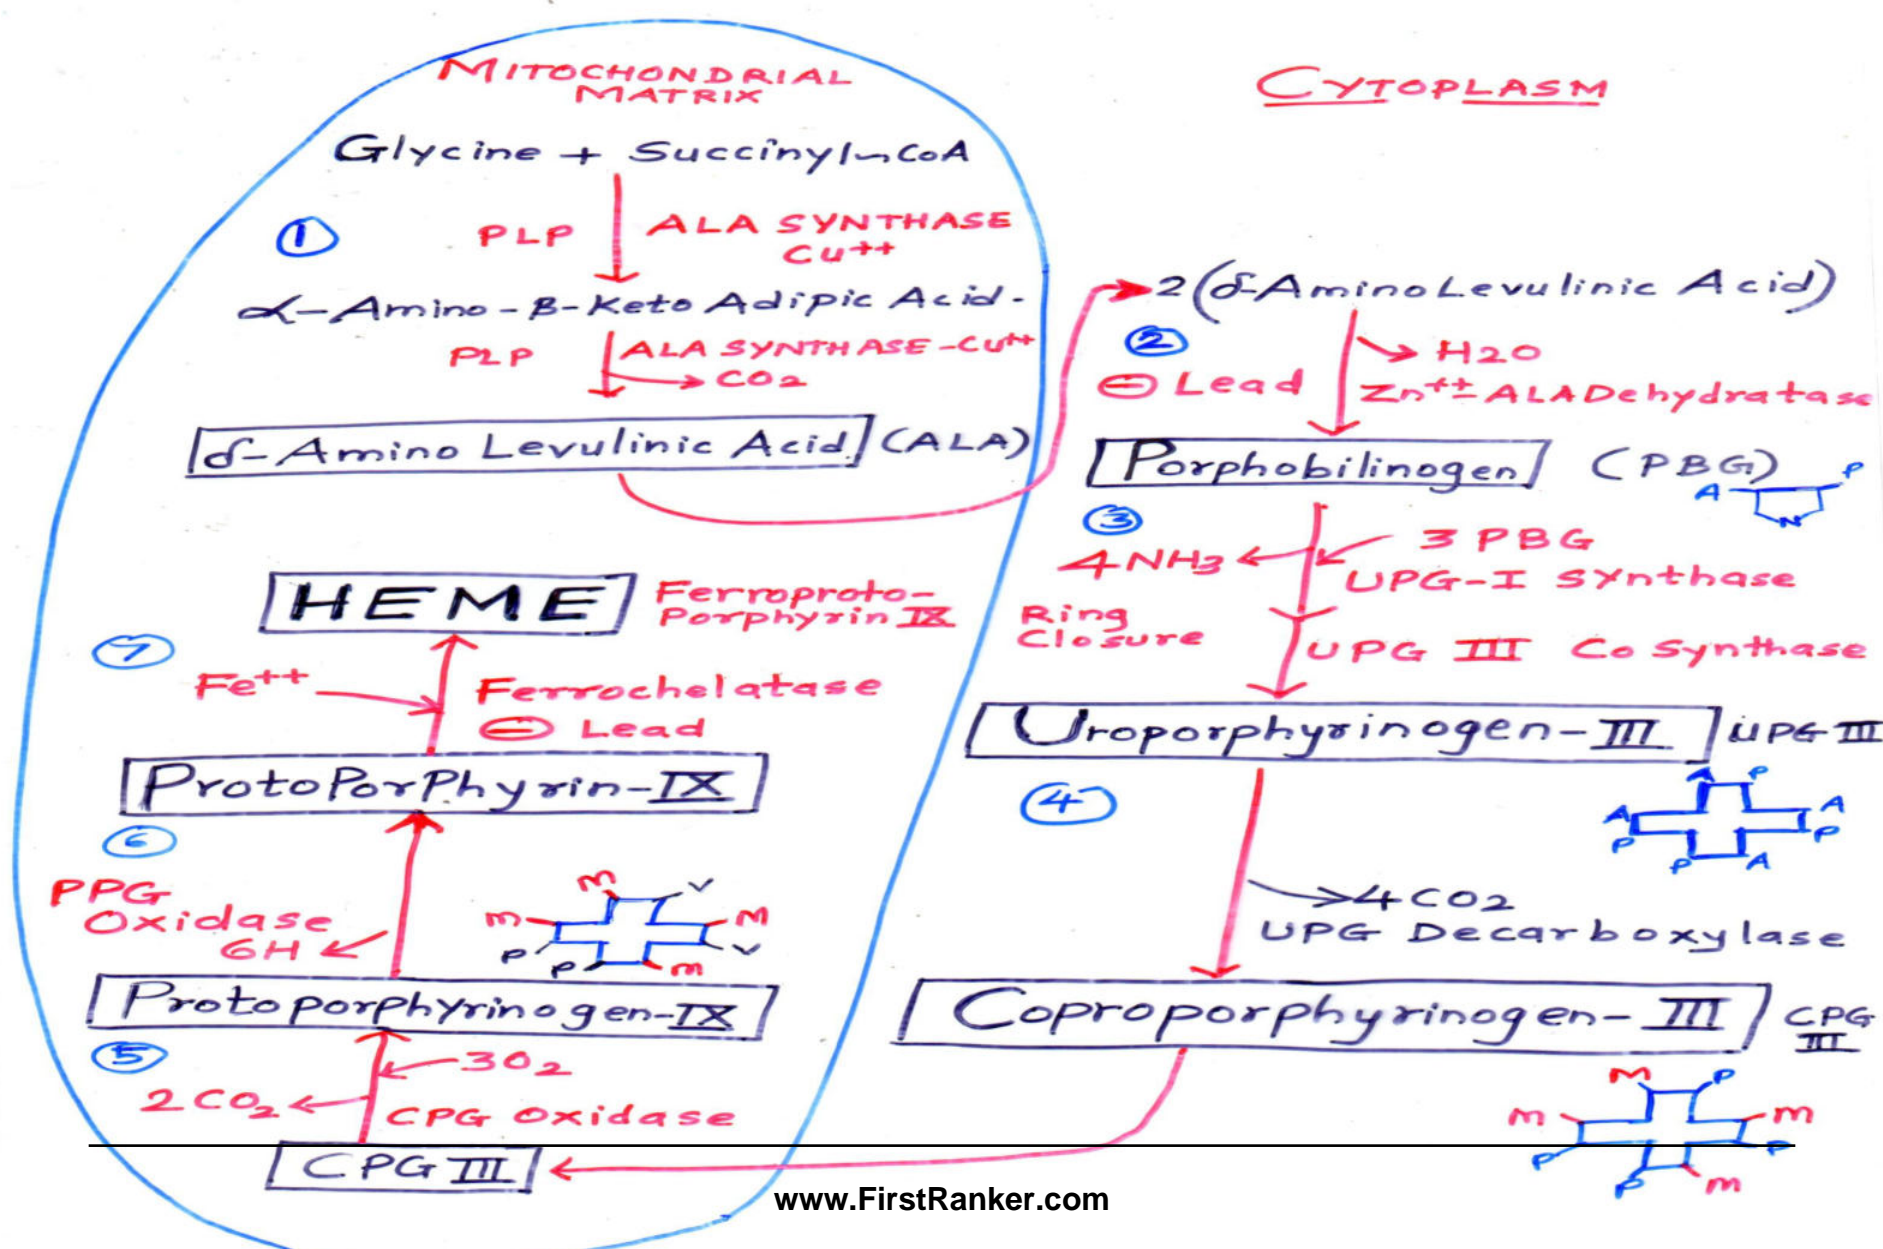 MITOCHONDRIAL
MATRIX
Glycine + Succinyl~CoA
①
PLP
ALA SYNTHASE
Cu++
α-Amino-β-Keto Adipic Acid.
PLP
ALA SYNTHASE-Cu++
CO2
δ-Amino Levulinic Acid (ALA)
HEME
Ferroproto-
Porphyrin IX
⑦
Fe++
Ferrochelatase
⊖ Lead
ProtoPorPhyrin-IX
⑥
PPG
Oxidase
6H
M V
M M
P V
P M
Protoporphyrinogen-IX
⑤
3O2
2CO2
CPG Oxidase
CPG III
CYTOPLASM
2(δ-AminoLevulinic Acid)
②
H2O
⊖ Lead
Zn++-ALADehydratase
Porphobilinogen (PBG)
A P
N
③
4NH3
3 PBG
UPG-I Synthase
Ring
Closure
UPG III CoSynthase
Uroporphyrinogen-III UPG III
④
A P
A A
P P
P A
4CO2
UPG Decarboxylase
Coproporphyrinogen-III CPG
III
M P
M M
P P
P M
www.FirstRanker.com